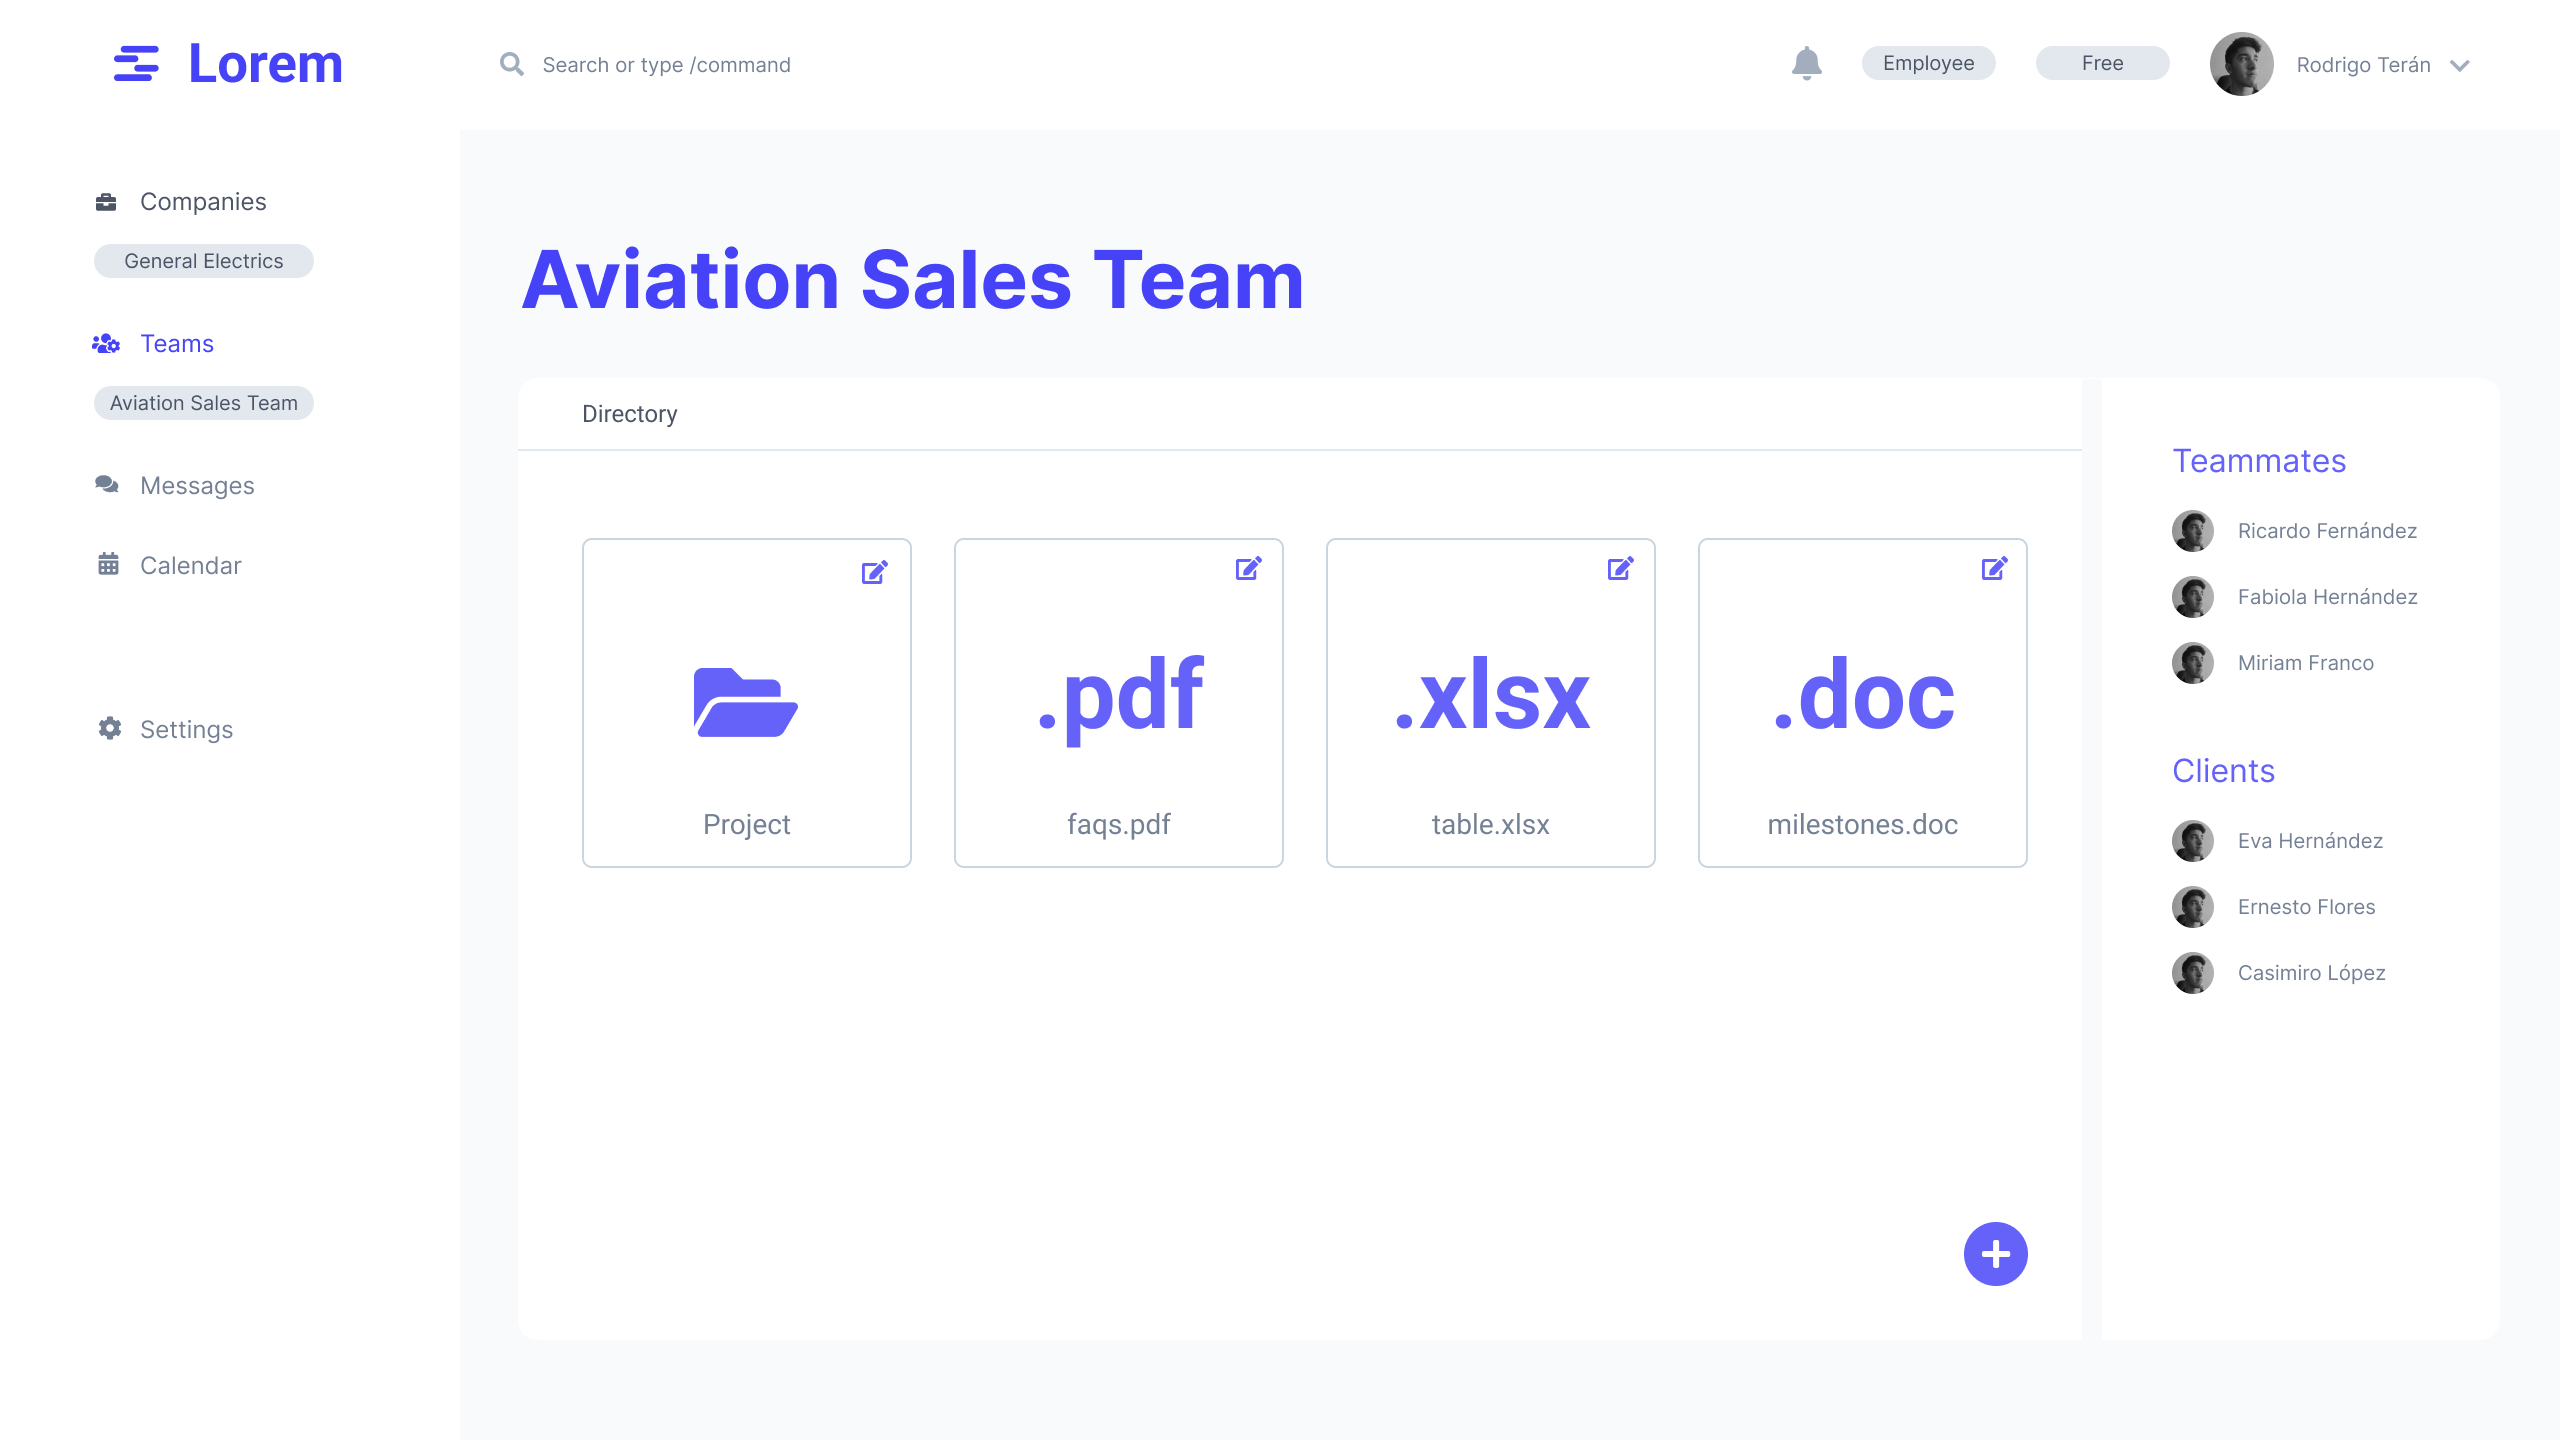 Lorem
Search or type /command
Employee
Free
Rodrigo Terán
Companies
General Electrics
Teams
Aviation Sales Team
Messages
Calendar
Settings
Aviation Sales Team
Directory
Project
.pdf
faqs.pdf
.xlsx
table.xlsx
.doc
milestones.doc
Teammates
Ricardo Fernández
Fabiola Hernández
Miriam Franco
Clients
Eva Hernández
Ernesto Flores
Casimiro López